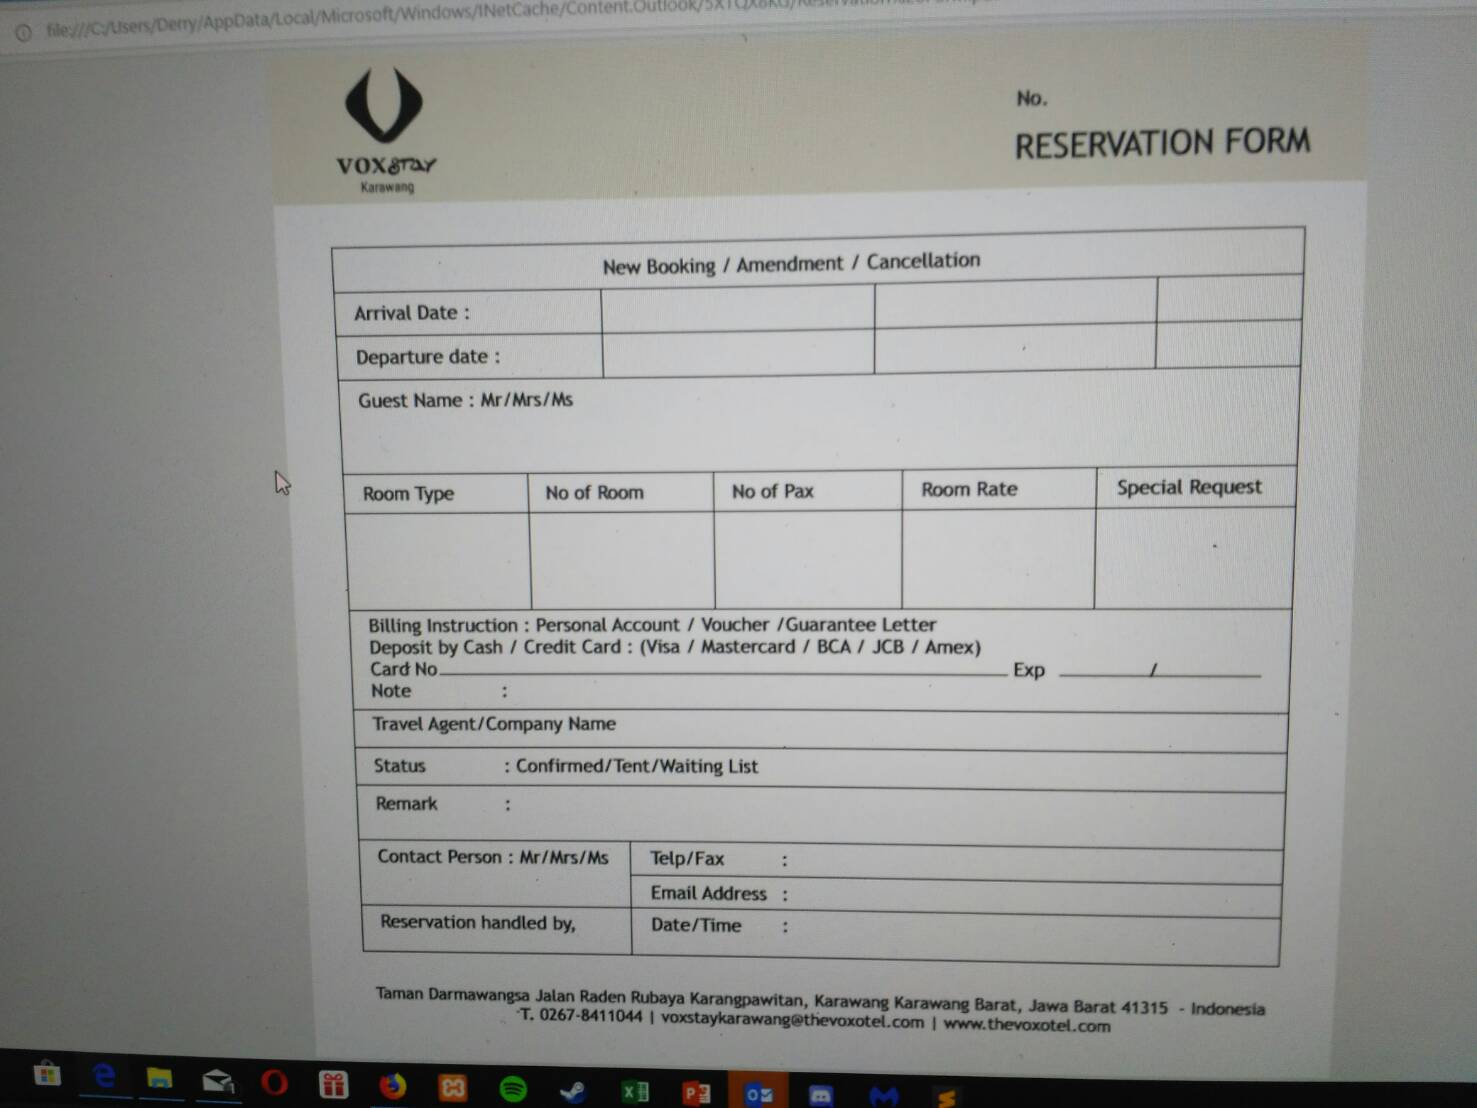 file:///C:/Users/Derry/AppData/Local/Microsoft/Windows/INetCache/Content.Outlook/
VOXSTAY
Karawang
No.
RESERVATION FORM
New Booking / Amendment / Cancellation
Arrival Date :
Departure date :
Guest Name : Mr/Mrs/Ms
Room Type No of Room No of Pax Room Rate Special Request
Billing Instruction : Personal Account / Voucher /Guarantee Letter
Deposit by Cash / Credit Card : (Visa / Mastercard / BCA / JCB / Amex)
Card No Exp /
Note :
Travel Agent/Company Name
Status : Confirmed/Tent/Waiting List
Remark :
Contact Person : Mr/Mrs/Ms Telp/Fax :
Email Address :
Reservation handled by, Date/Time :
Taman Darmawangsa Jalan Raden Rubaya Karangpawitan, Karawang Karawang Barat, Jawa Barat 41315 - Indonesia
T. 0267-8411044 | voxstaykarawang@thevoxotel.com | www.thevoxotel.com